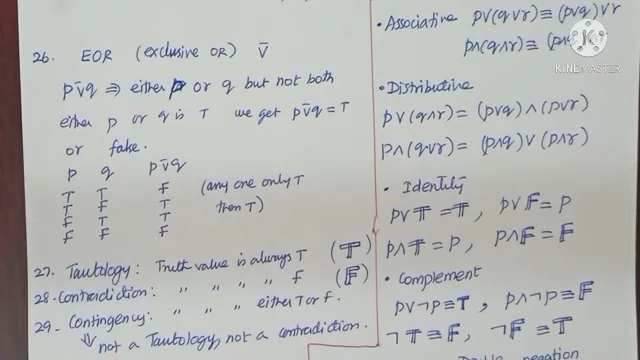 26. EOR (exclusive OR) V̄
p V̄ q ⇒ either p or q but not both
either p or q is T we get p V̄ q = T
or false.
p q p V̄ q
T T F (any one only T
T F T then T)
F T T
F F F
27. Tautology: Truth value is always T (𝕋)
28. Contradiction: " " " " F (𝔽)
29. Contingency: " " " either T or F.
⇓ not a Tautology, not a contradiction.
• Associative p∨(q∨r) ≡ (p∨q)∨r
p∧(q∧r) ≡ (p∧
KINEMASTER
• Distributive
p∨(q∧r) = (p∨q)∧(p∨r)
p∧(q∨r) = (p∧q)∨(p∧r)
• Identity
p∨𝕋 = 𝕋, p∨𝔽 = p
p∧𝕋 = p, p∧𝔽 = 𝔽
• Complement
p∨¬p ≡ 𝕋, p∧¬p ≡ 𝔽
¬𝕋 ≡ 𝔽, ¬𝔽 ≡ 𝕋
Double negation